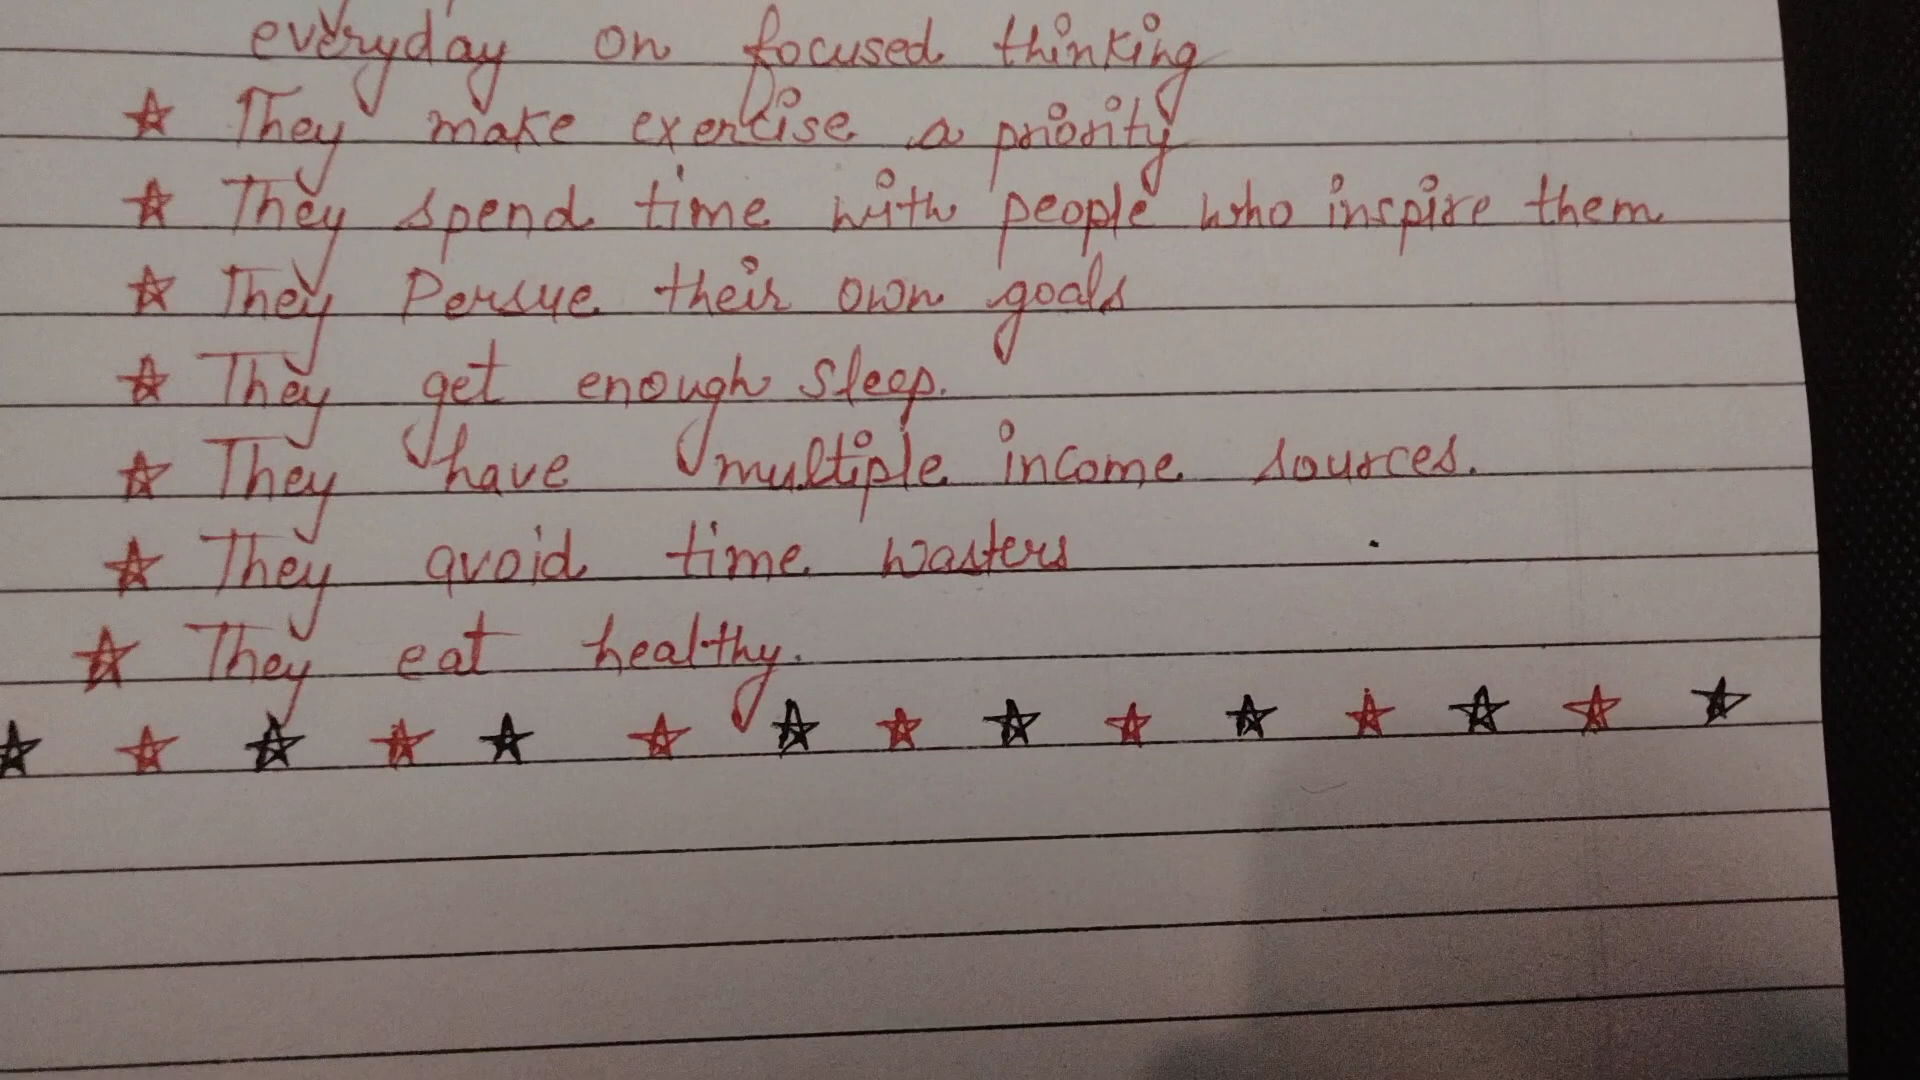 everyday on focused thinking
☆ They make exercise a priority
☆ They spend time with people who inspire them
☆ They Persue their own goals
☆ They get enough sleep.
☆ They have multiple income sources.
☆ They avoid time wasters
☆ They eat healthy.